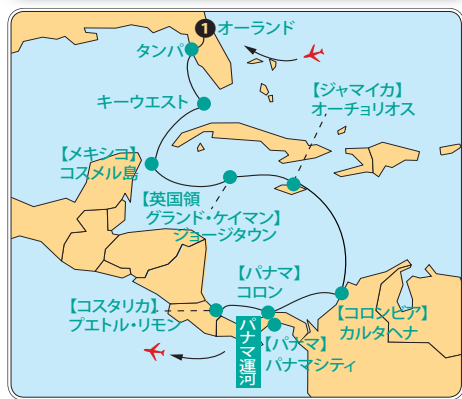 ❶オーランド
タンパ
キーウエスト
【ジャマイカ】
オーチョリオス
【メキシコ】
コスメル島
【英国領
グランド・ケイマン】
ジョージタウン
【パナマ】
コロン
【コスタリカ】
プエトル・リモン
【コロンビア】
カルタヘナ
パナマ運河
【パナマ】
パナマシティ